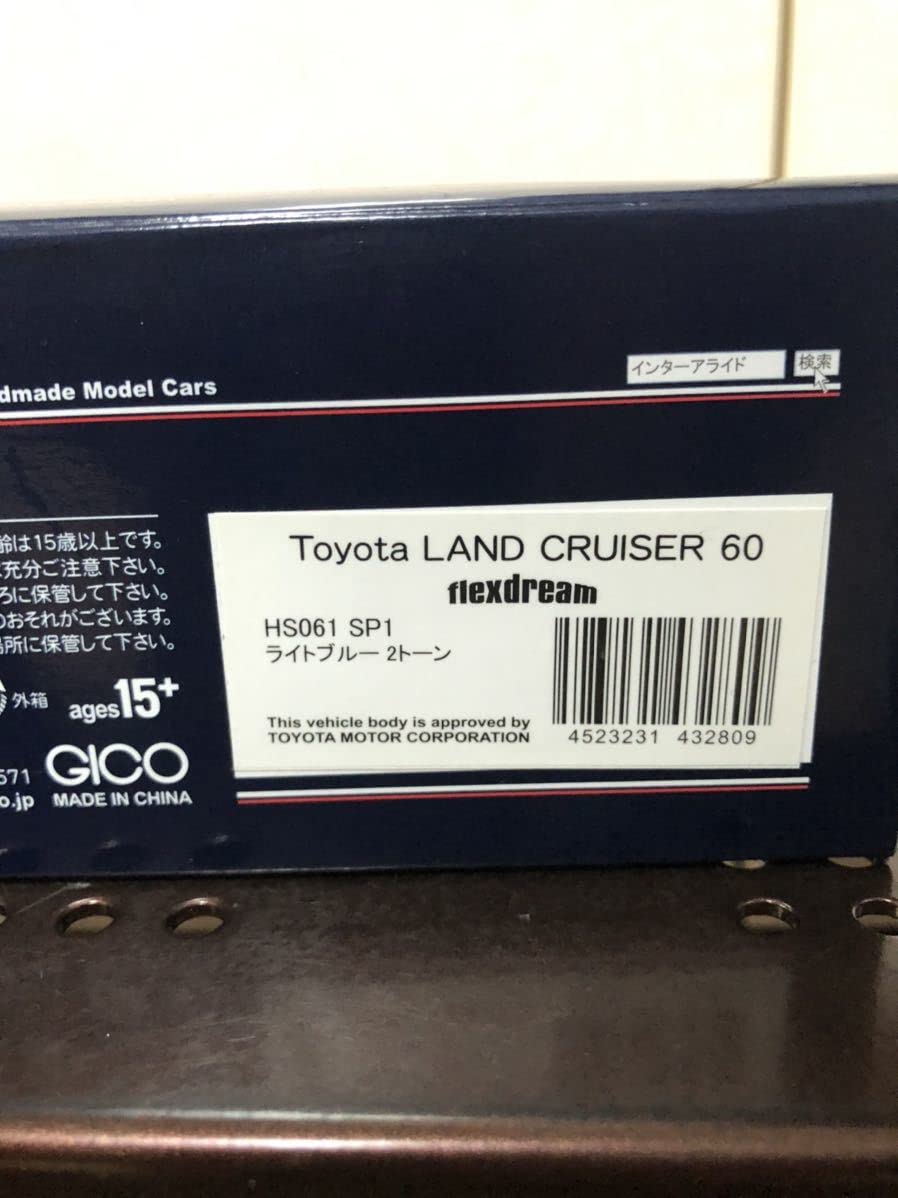 インターアライド 検索
Model Cars
は15歳以上です。
充分ご注意下さい。
に保管して下さい。
おそれがございます。
所に保管して下さい。
外箱
ages15+
571
GICO
o.jp
MADE IN CHINA
Toyota LAND CRUISER 60
flexdream
HS061 SP1
ライトブルー 2トーン
This vehicle body is approved by
TOYOTA MOTOR CORPORATION
4523231 432809